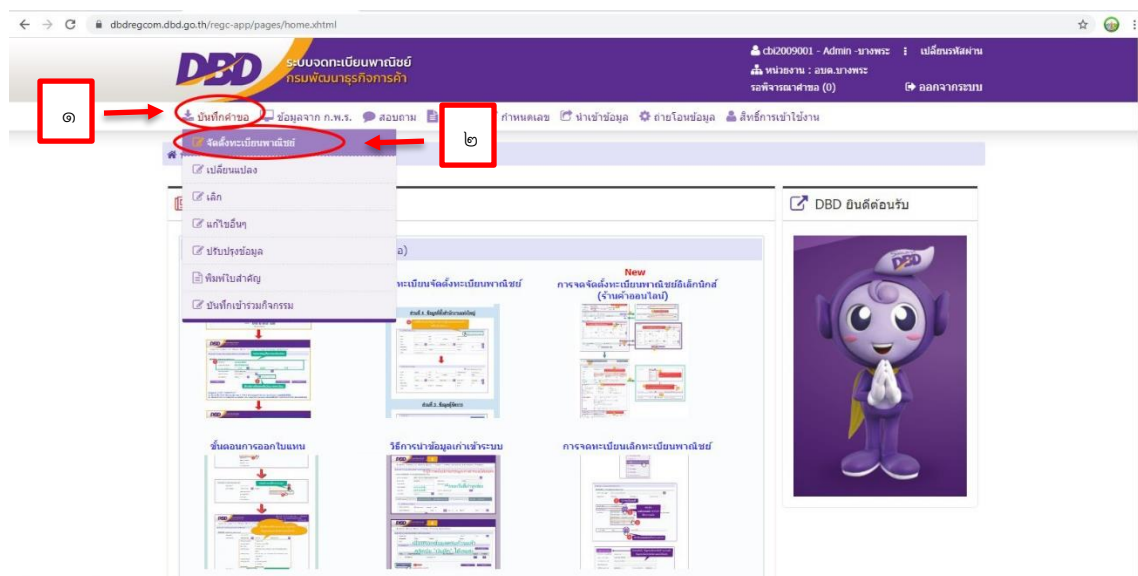 dbdregcom.dbd.go.th/regc-app/pages/home.xhtml
DBD
ระบบจดทะเบียนพาณิชย์
กรมพัฒนาธุรกิจการค้า
cbi2009001 - Admin -บางพระ : เปลี่ยนรหัสผ่าน
หน่วยงาน : อบต.บางพระ
รอพิจารณาคำขอ (0) ออกจากระบบ
๑
บันทึกคำขอ ข้อมูลจาก ก.พ.ร. สอบถาม กำหนดเลข นำเข้าข้อมูล ถ่ายโอนข้อมูล สิทธิ์การเข้าใช้งาน
๒
จัดตั้งทะเบียนพาณิชย์
เปลี่ยนแปลง
เลิก
แก้ไขอื่นๆ
ปรับปรุงข้อมูล
พิมพ์ใบสำคัญ
บันทึกเข้าร่วมกิจกรรม
DBD ยินดีต้อนรับ
อ)
ทะเบียนจัดตั้งทะเบียนพาณิชย์
New
การจดจัดตั้งทะเบียนพาณิชย์อิเล็กนิกส์
(ร้านค้าออนไลน์)
DBD
ขั้นตอนการออกใบแทน
วิธีการนำข้อมูลเก่าเข้าระบบ
การจดทะเบียนเลิกทะเบียนพาณิชย์